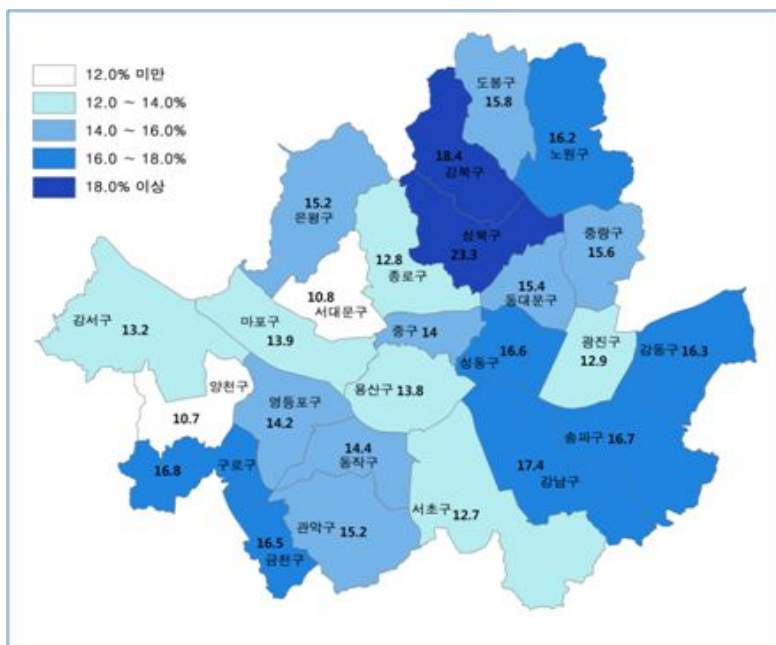 12.0% 미만
12.0 ~ 14.0%
14.0 ~ 16.0%
16.0 ~ 18.0%
18.0% 이상
도봉구
15.8
16.2
노원구
18.4
강북구
15.2
은평구
성북구
23.3
중랑구
15.6
12.8
종로구
10.8
서대문구
15.4
동대문구
강서구
13.2
마포구
13.9
중구 14
성동구
16.6
광진구
12.9
강동구 16.3
양천구
10.7
용산구 13.8
영등포구
14.2
14.4
동작구
송파구 16.7
17.4
강남구
16.8
구로구
서초구 12.7
관악구 15.2
16.5
금천구